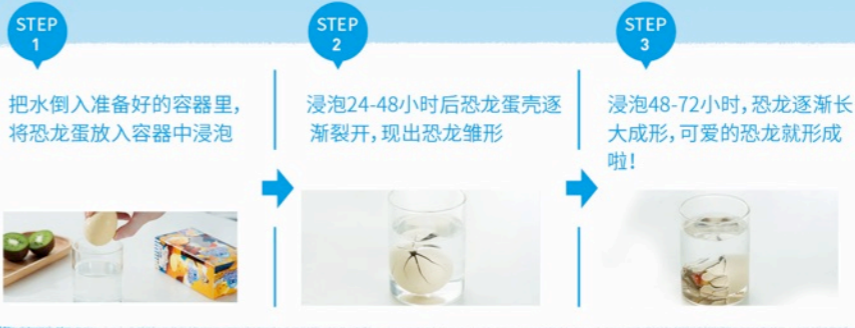 STEP
1
把水倒入准备好的容器里，
将恐龙蛋放入容器中浸泡
STEP
2
浸泡24-48小时后恐龙蛋壳逐
渐裂开，现出恐龙雏形
STEP
3
浸泡48-72小时，恐龙逐渐长
大成形，可爱的恐龙就形成
啦！